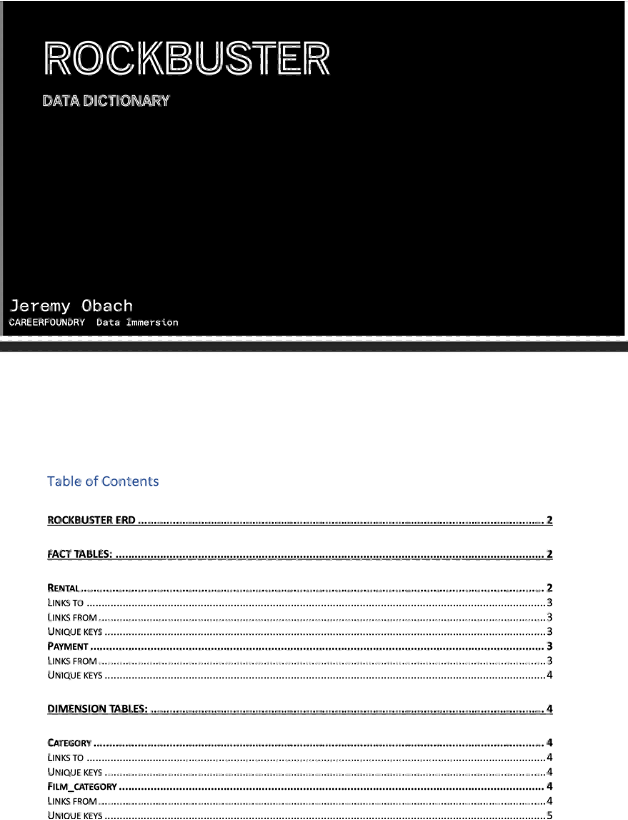 ROCKBUSTER
DATA DICTIONARY
Jeremy Obach
CAREERFOUNDRY Data Immersion
Table of Contents
ROCKBUSTER ERD 2
FACT TABLES: 2
RENTAL 2
LINKS TO 3
LINKS FROM 3
UNIQUE KEYS 3
PAYMENT 3
LINKS FROM 3
UNIQUE KEYS 4
DIMENSION TABLES: 4
CATEGORY 4
LINKS TO 4
UNIQUE KEYS 4
FILM_CATEGORY 4
LINKS FROM 4
UNIQUE KEYS 5